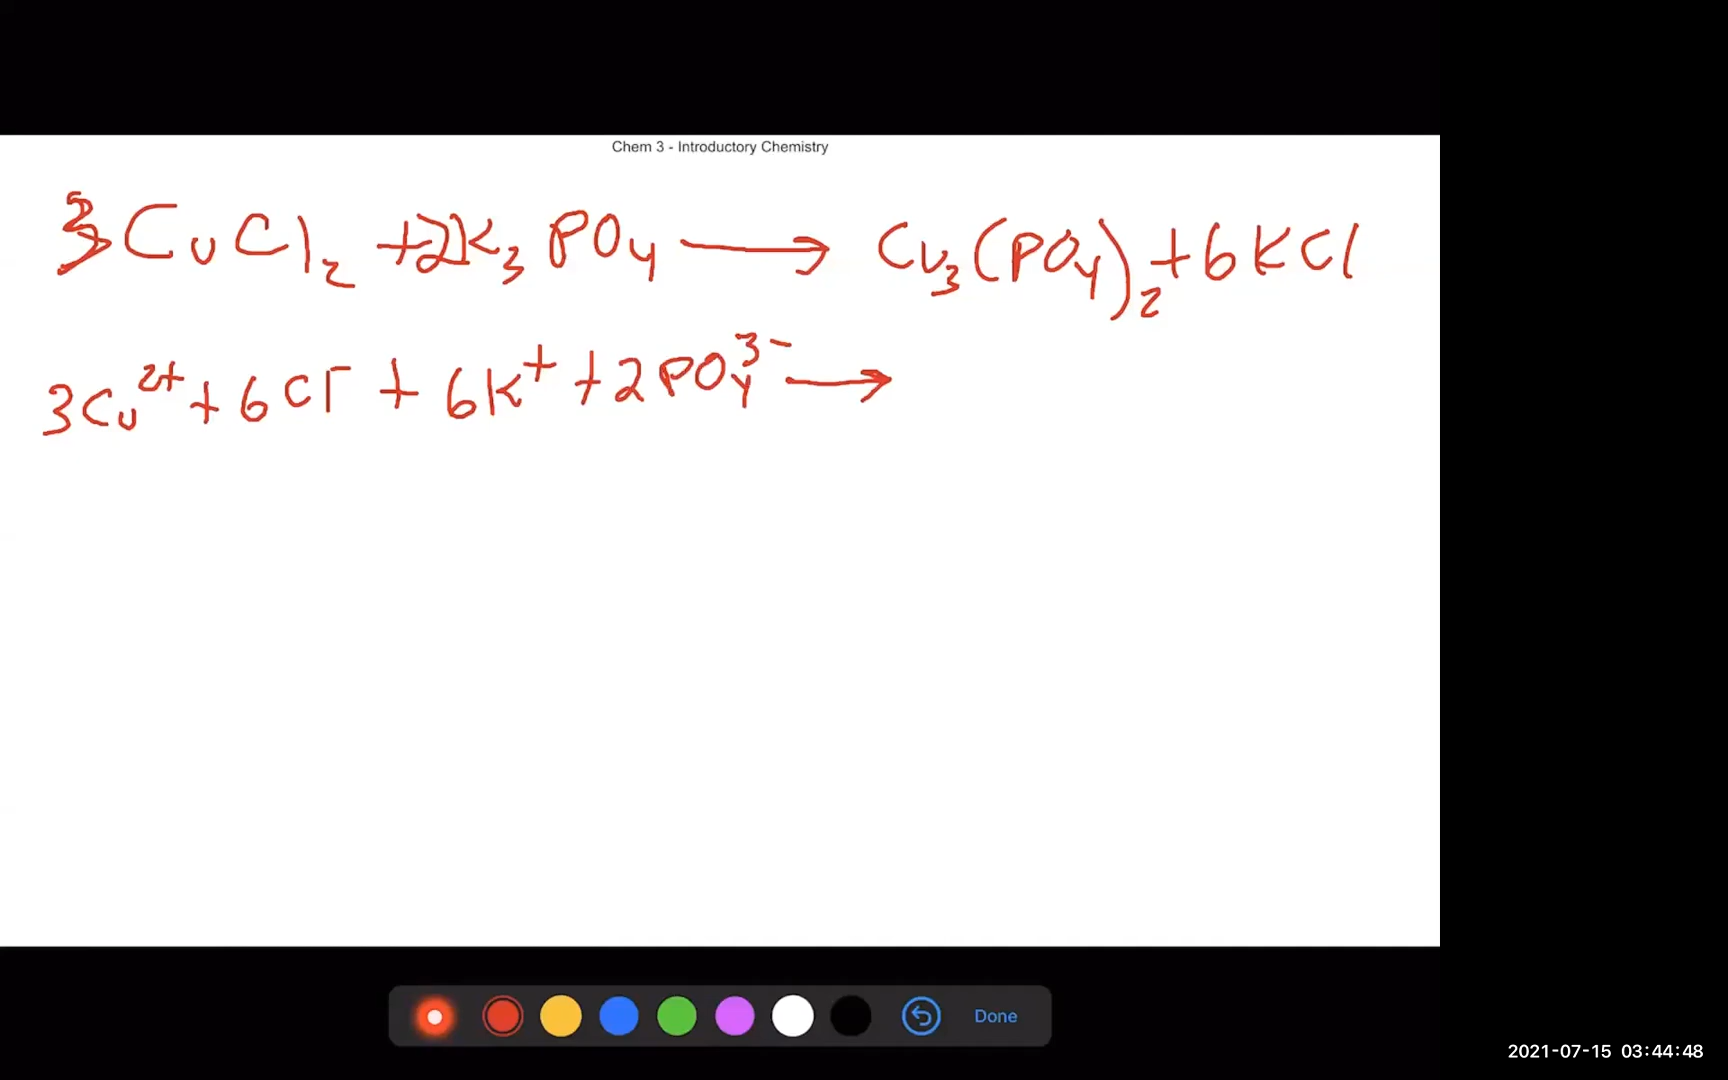 Chem 3 - Introductory Chemistry
3CuCl₂ + 2K₃PO₄ ⟶ Cu₃(PO₄)₂ + 6KCl
3Cu²⁺ + 6Cl⁻ + 6K⁺ + 2PO₄³⁻ ⟶
Done
2021-07-15 03:44:48